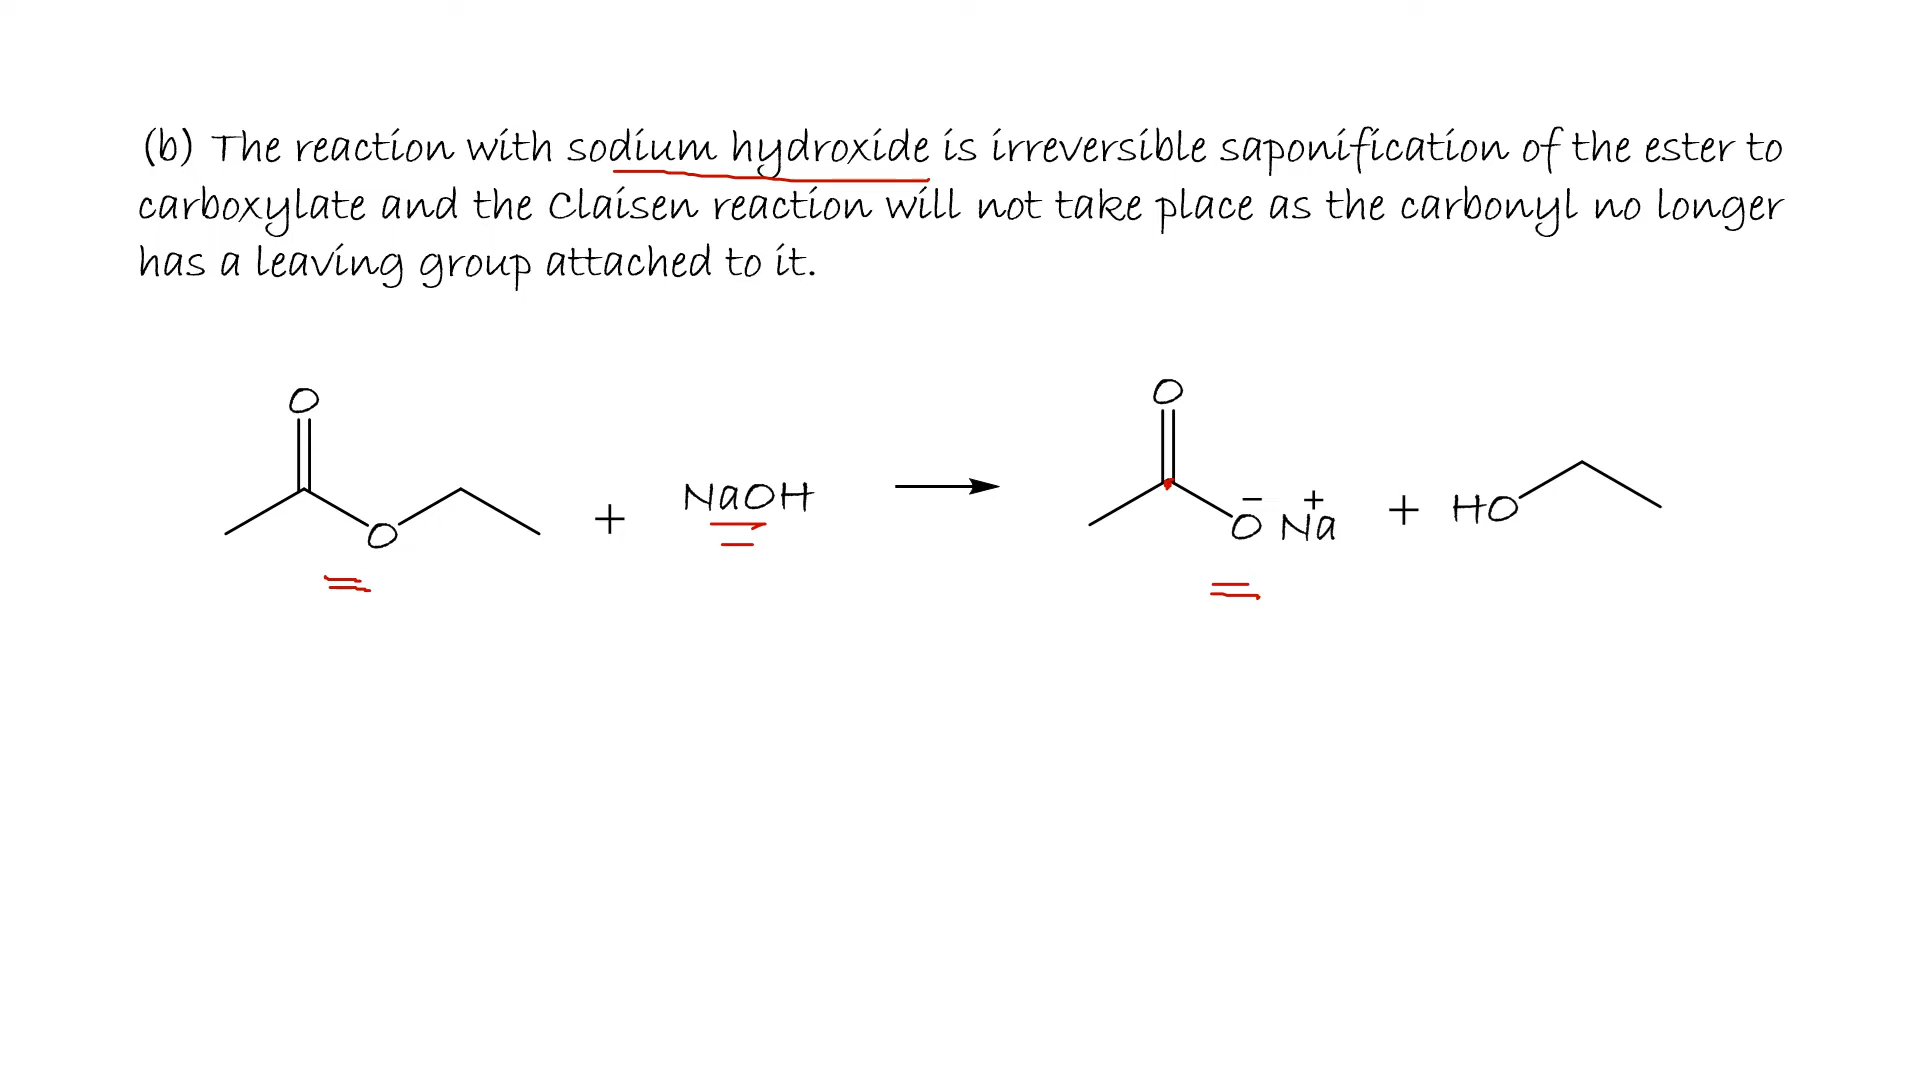 (b) The reaction with sodium hydroxide is irreversible saponification of the ester to
carboxylate and the Claisen reaction will not take place as the carbonyl no longer
has a leaving group attached to it.
O
O
+
NaOH
O
O⁻ Na⁺
+
HO